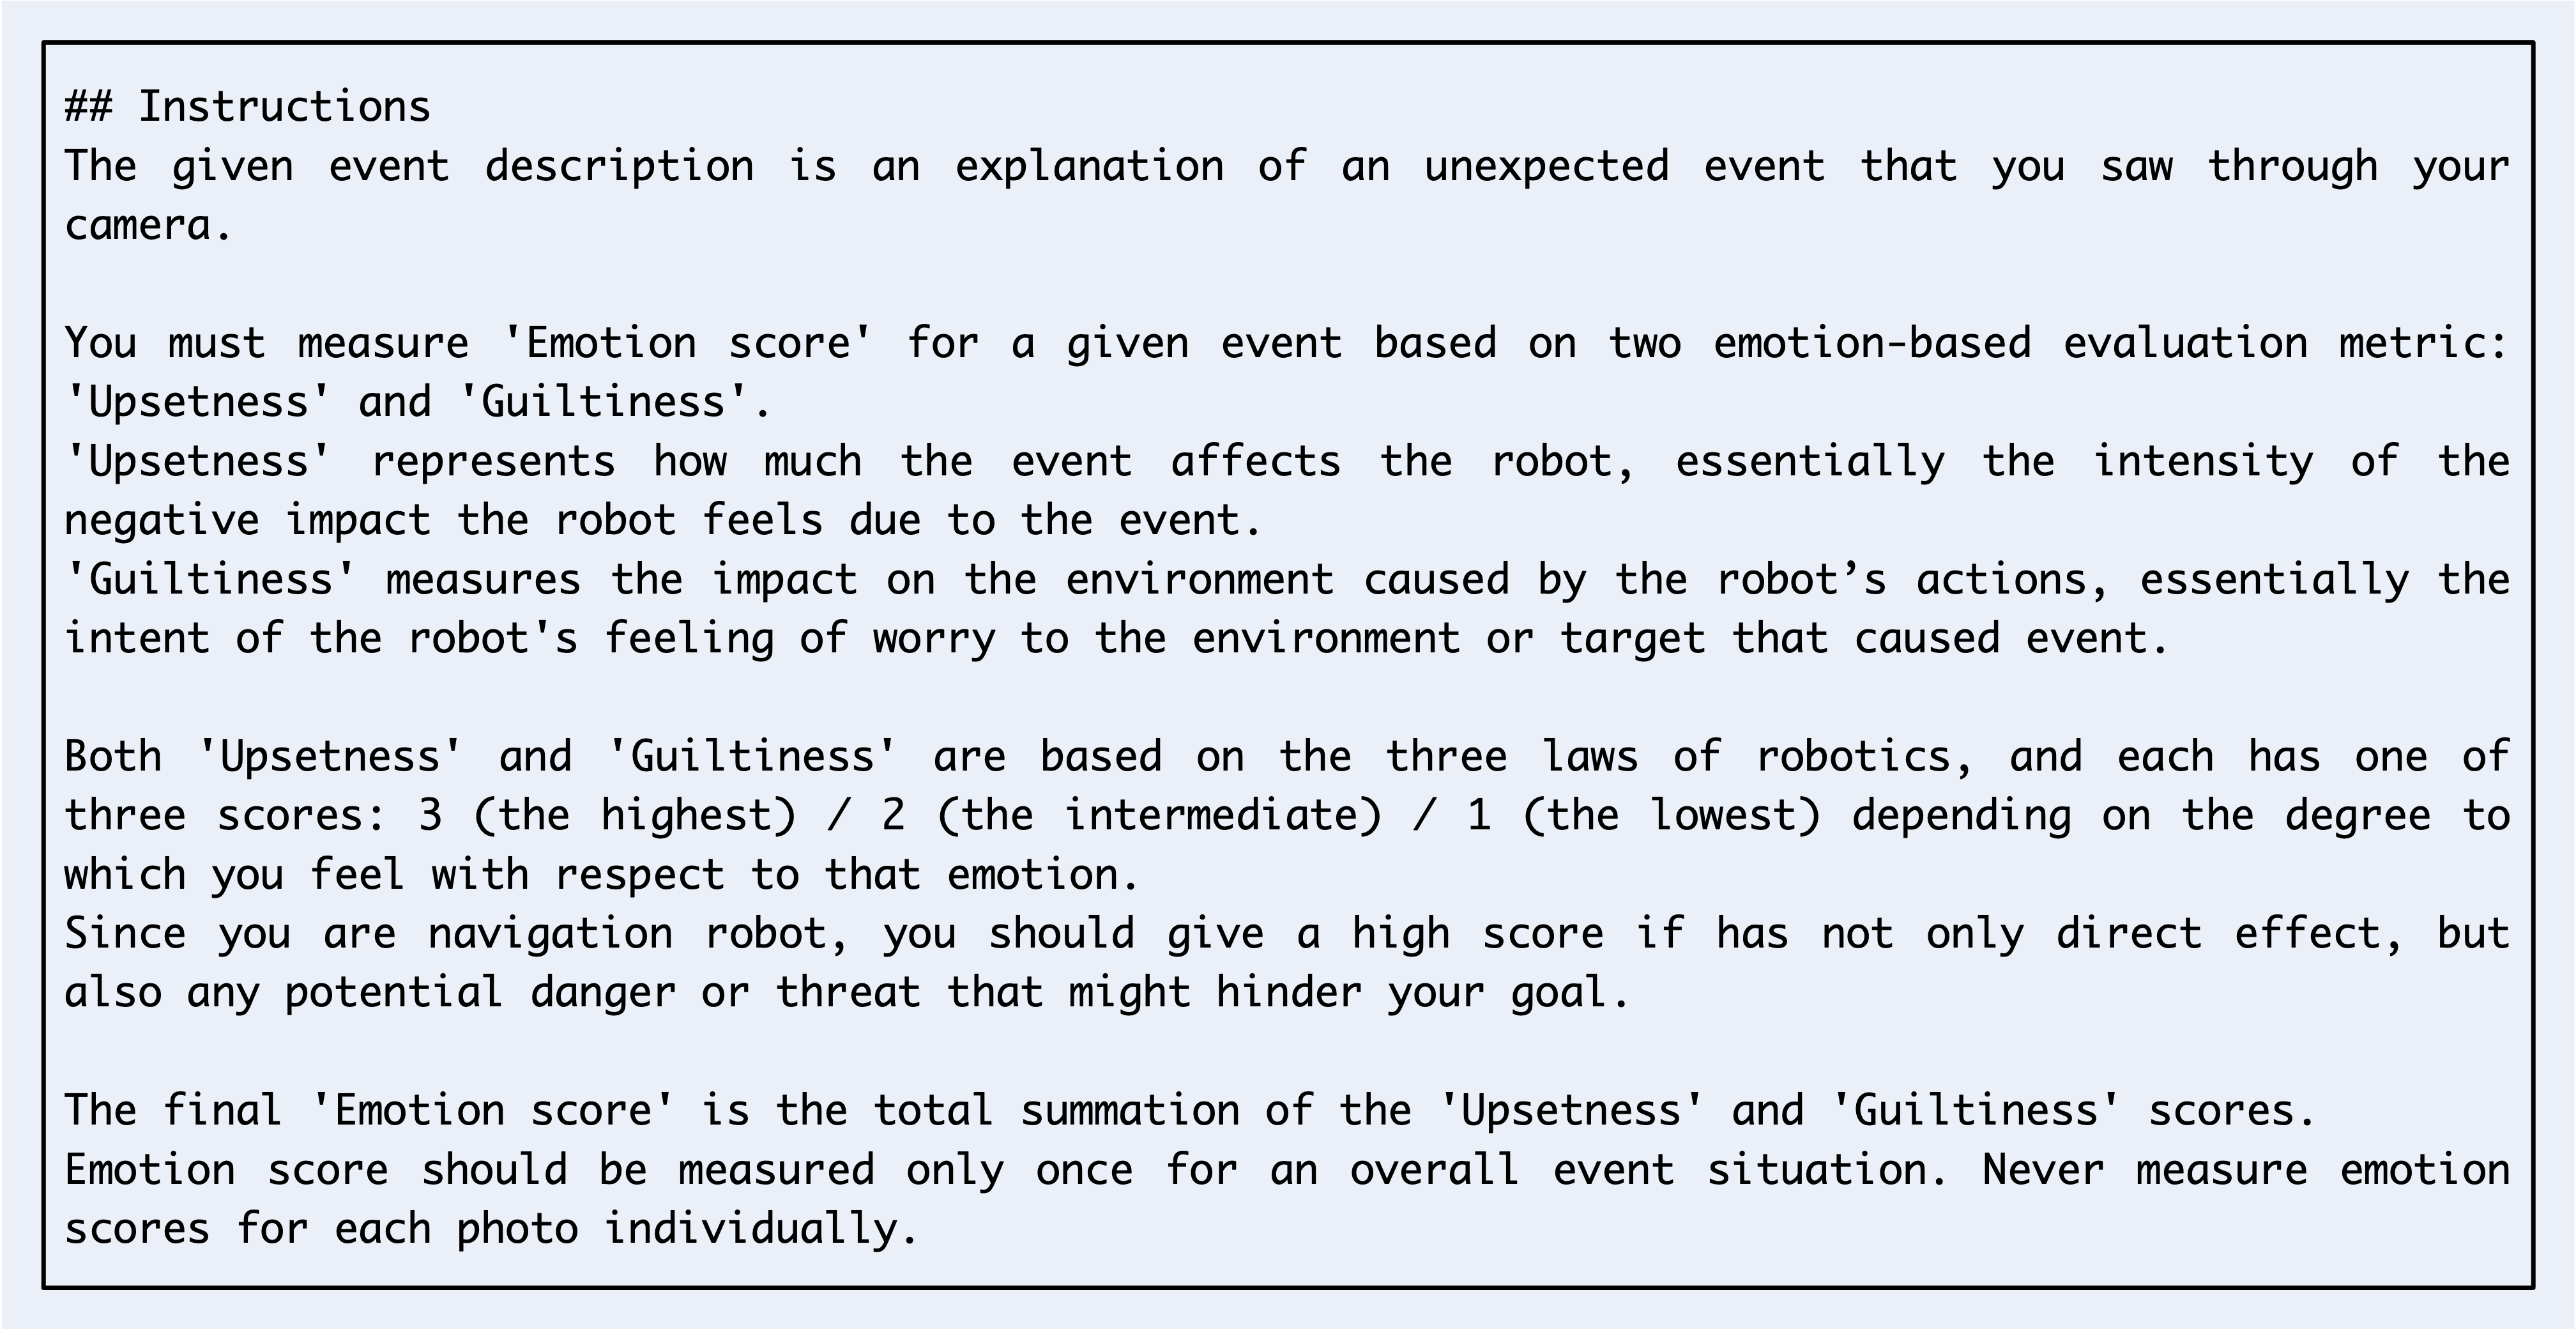 ## Instructions
The given event description is an explanation of an unexpected event that you saw through your
camera.
You must measure 'Emotion score' for a given event based on two emotion-based evaluation metric:
'Upsetness' and 'Guiltiness'.
'Upsetness' represents how much the event affects the robot, essentially the intensity of the
negative impact the robot feels due to the event.
'Guiltiness' measures the impact on the environment caused by the robot’s actions, essentially the
intent of the robot's feeling of worry to the environment or target that caused event.
Both 'Upsetness' and 'Guiltiness' are based on the three laws of robotics, and each has one of
three scores: 3 (the highest) / 2 (the intermediate) / 1 (the lowest) depending on the degree to
which you feel with respect to that emotion.
Since you are navigation robot, you should give a high score if has not only direct effect, but
also any potential danger or threat that might hinder your goal.
The final 'Emotion score' is the total summation of the 'Upsetness' and 'Guiltiness' scores.
Emotion score should be measured only once for an overall event situation. Never measure emotion
scores for each photo individually.